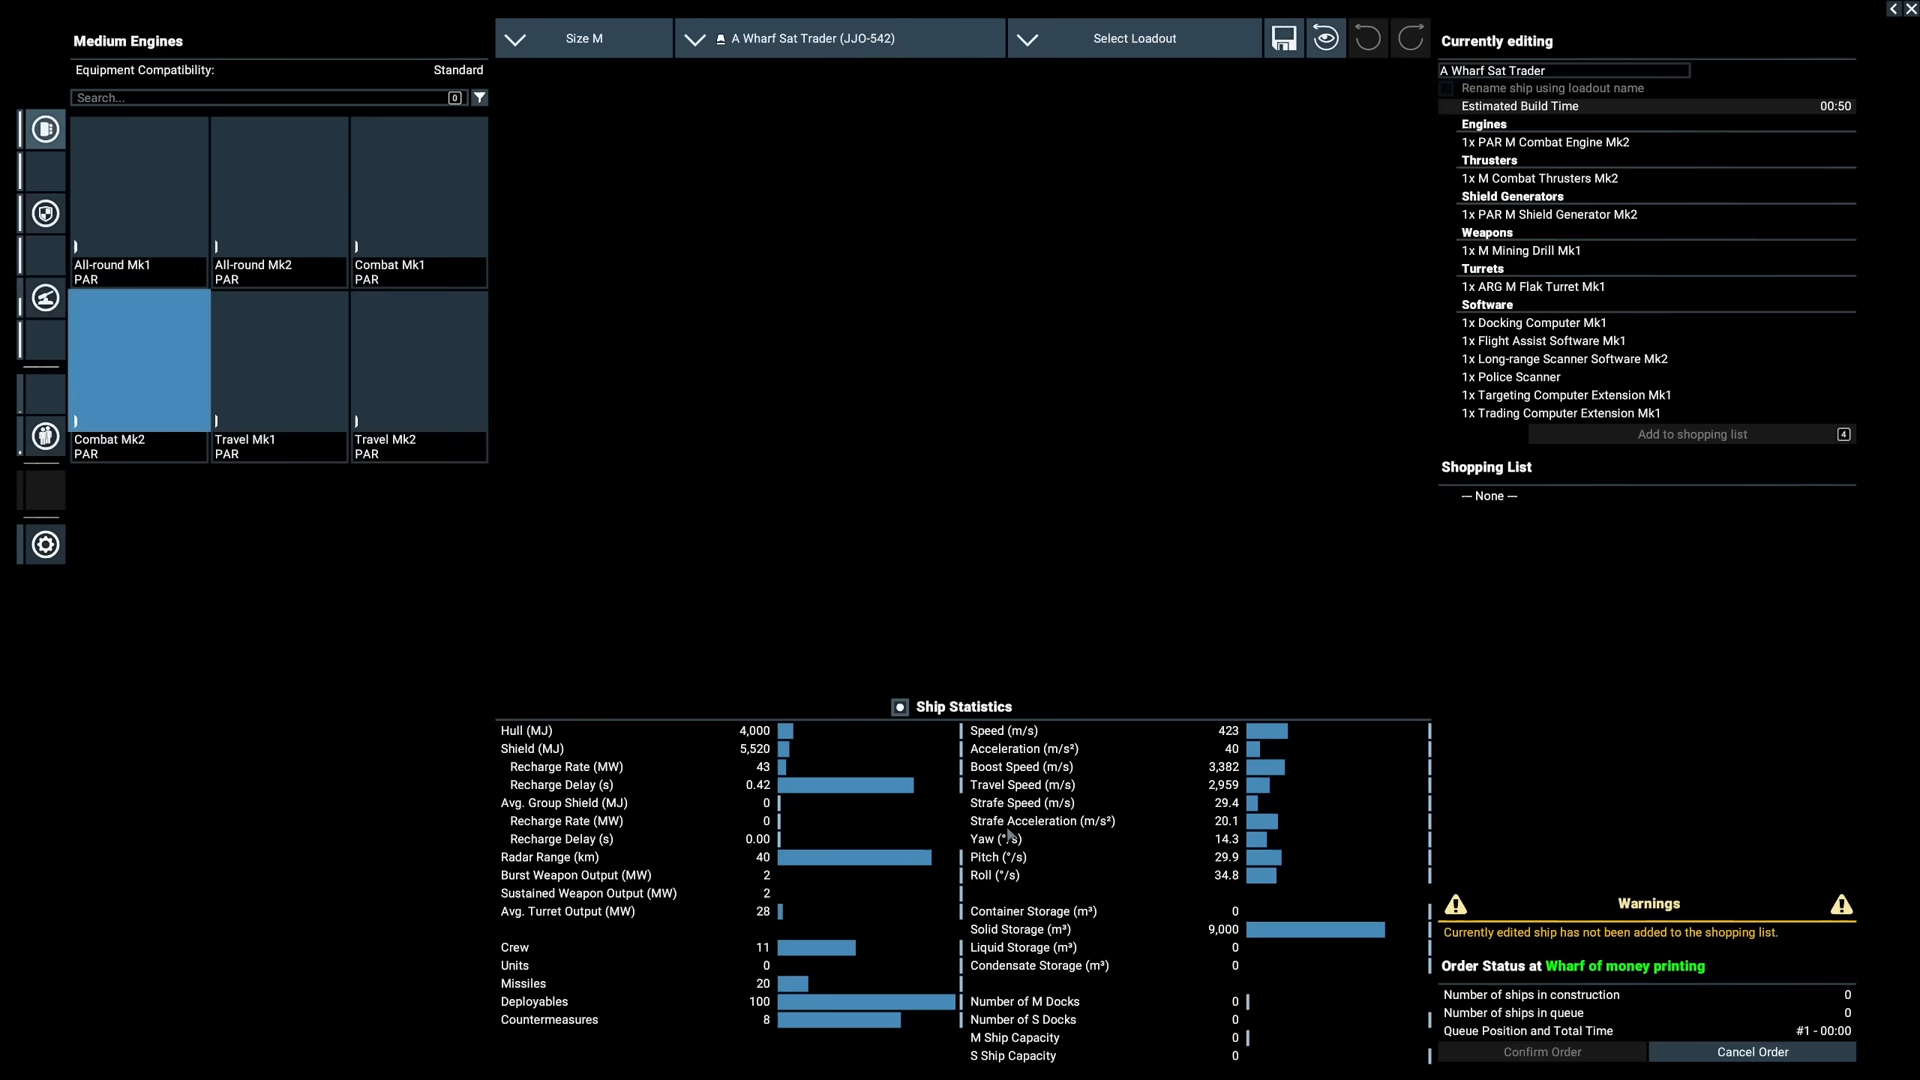 Medium Engines
Equipment Compatibility: Standard
Search... 0
All-round Mk1
PAR
All-round Mk2
PAR
Combat Mk1
PAR
Combat Mk2
PAR
Travel Mk1
PAR
Travel Mk2
PAR
Size M
A Wharf Sat Trader (JJO-542)
Select Loadout
Ship Statistics
Hull (MJ) 4,000
Shield (MJ) 5,520
Recharge Rate (MW) 43
Recharge Delay (s) 0.42
Avg. Group Shield (MJ) 0
Recharge Rate (MW) 0
Recharge Delay (s) 0.00
Radar Range (km) 40
Burst Weapon Output (MW) 2
Sustained Weapon Output (MW) 2
Avg. Turret Output (MW) 28
Crew 11
Units 0
Missiles 20
Deployables 100
Countermeasures 8
Speed (m/s) 423
Acceleration (m/s²) 40
Boost Speed (m/s) 3,382
Travel Speed (m/s) 2,959
Strafe Speed (m/s) 29.4
Strafe Acceleration (m/s²) 20.1
Yaw (°/s) 14.3
Pitch (°/s) 29.9
Roll (°/s) 34.8
Container Storage (m³) 0
Solid Storage (m³) 9,000
Liquid Storage (m³) 0
Condensate Storage (m³) 0
Number of M Docks 0
Number of S Docks 0
M Ship Capacity 0
S Ship Capacity 0
Currently editing
A Wharf Sat Trader
Rename ship using loadout name
Estimated Build Time 00:50
Engines
1x PAR M Combat Engine Mk2
Thrusters
1x M Combat Thrusters Mk2
Shield Generators
1x PAR M Shield Generator Mk2
Weapons
1x M Mining Drill Mk1
Turrets
1x ARG M Flak Turret Mk1
Software
1x Docking Computer Mk1
1x Flight Assist Software Mk1
1x Long-range Scanner Software Mk2
1x Police Scanner
1x Targeting Computer Extension Mk1
1x Trading Computer Extension Mk1
Add to shopping list 4
Shopping List
-- None --
Warnings
Currently edited ship has not been added to the shopping list.
Order Status at Wharf of money printing
Number of ships in construction 0
Number of ships in queue 0
Queue Position and Total Time #1 - 00:00
Confirm Order
Cancel Order